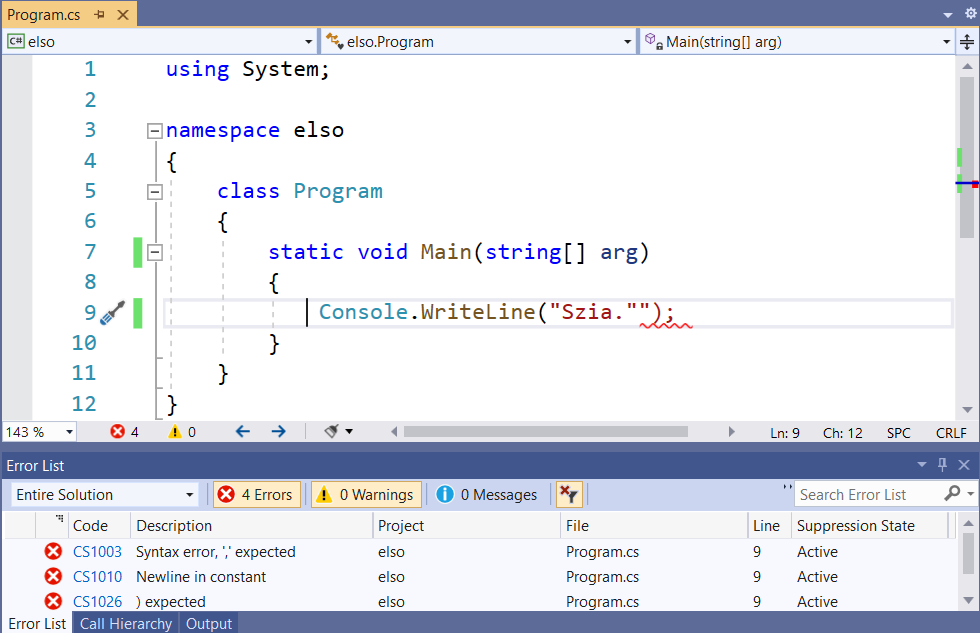 Program.cs
C# elso elso.Program Main(string[] arg)
1 using System;
2
3 namespace elso
4 {
5 class Program
6 {
7 static void Main(string[] arg)
8 {
9 Console.WriteLine("Szia."");
10 }
11 }
12 }
143 % 4 0 Ln: 9 Ch: 12 SPC CRLF
Error List
Entire Solution 4 Errors 0 Warnings 0 Messages Search Error List
Code Description Project File Line Suppression State
CS1003 Syntax error, ',' expected elso Program.cs 9 Active
CS1010 Newline in constant elso Program.cs 9 Active
CS1026 ) expected elso Program.cs 9 Active
Error List Call Hierarchy Output